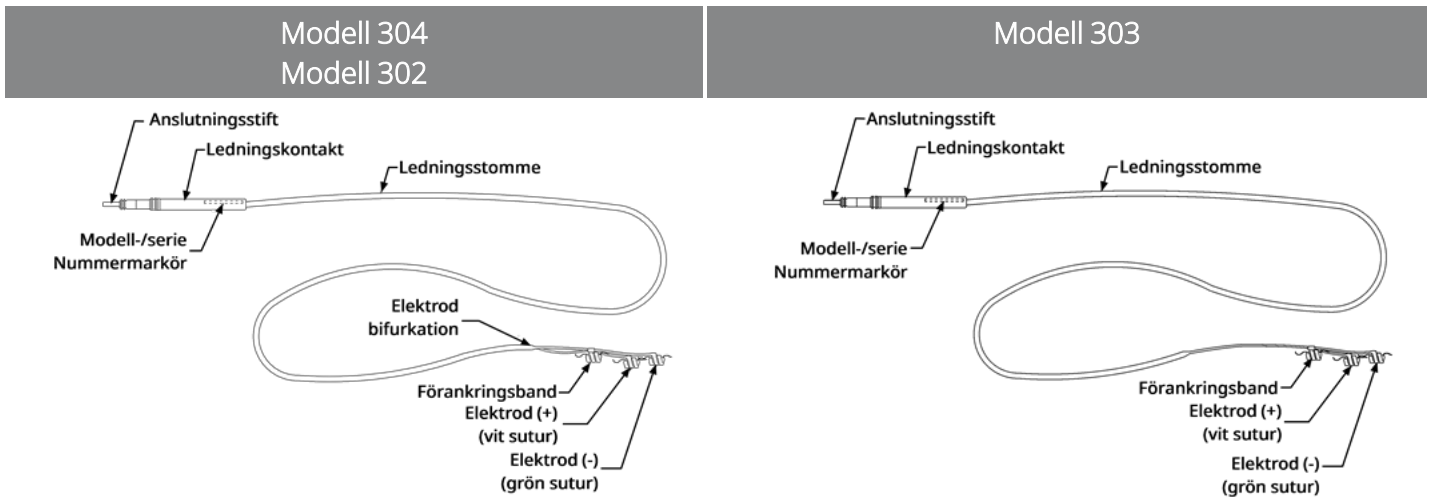 Modell 304
Modell 302
Anslutningsstift
Ledningskontakt
Ledningsstomme
Modell-/serie
Nummermarkör
Elektrod
bifurkation
Förankringsband
Elektrod (+)
(vit sutur)
Elektrod (-)
(grön sutur)
Modell 303
Anslutningsstift
Ledningskontakt
Ledningsstomme
Modell-/serie
Nummermarkör
Förankringsband
Elektrod (+)
(vit sutur)
Elektrod (-)
(grön sutur)